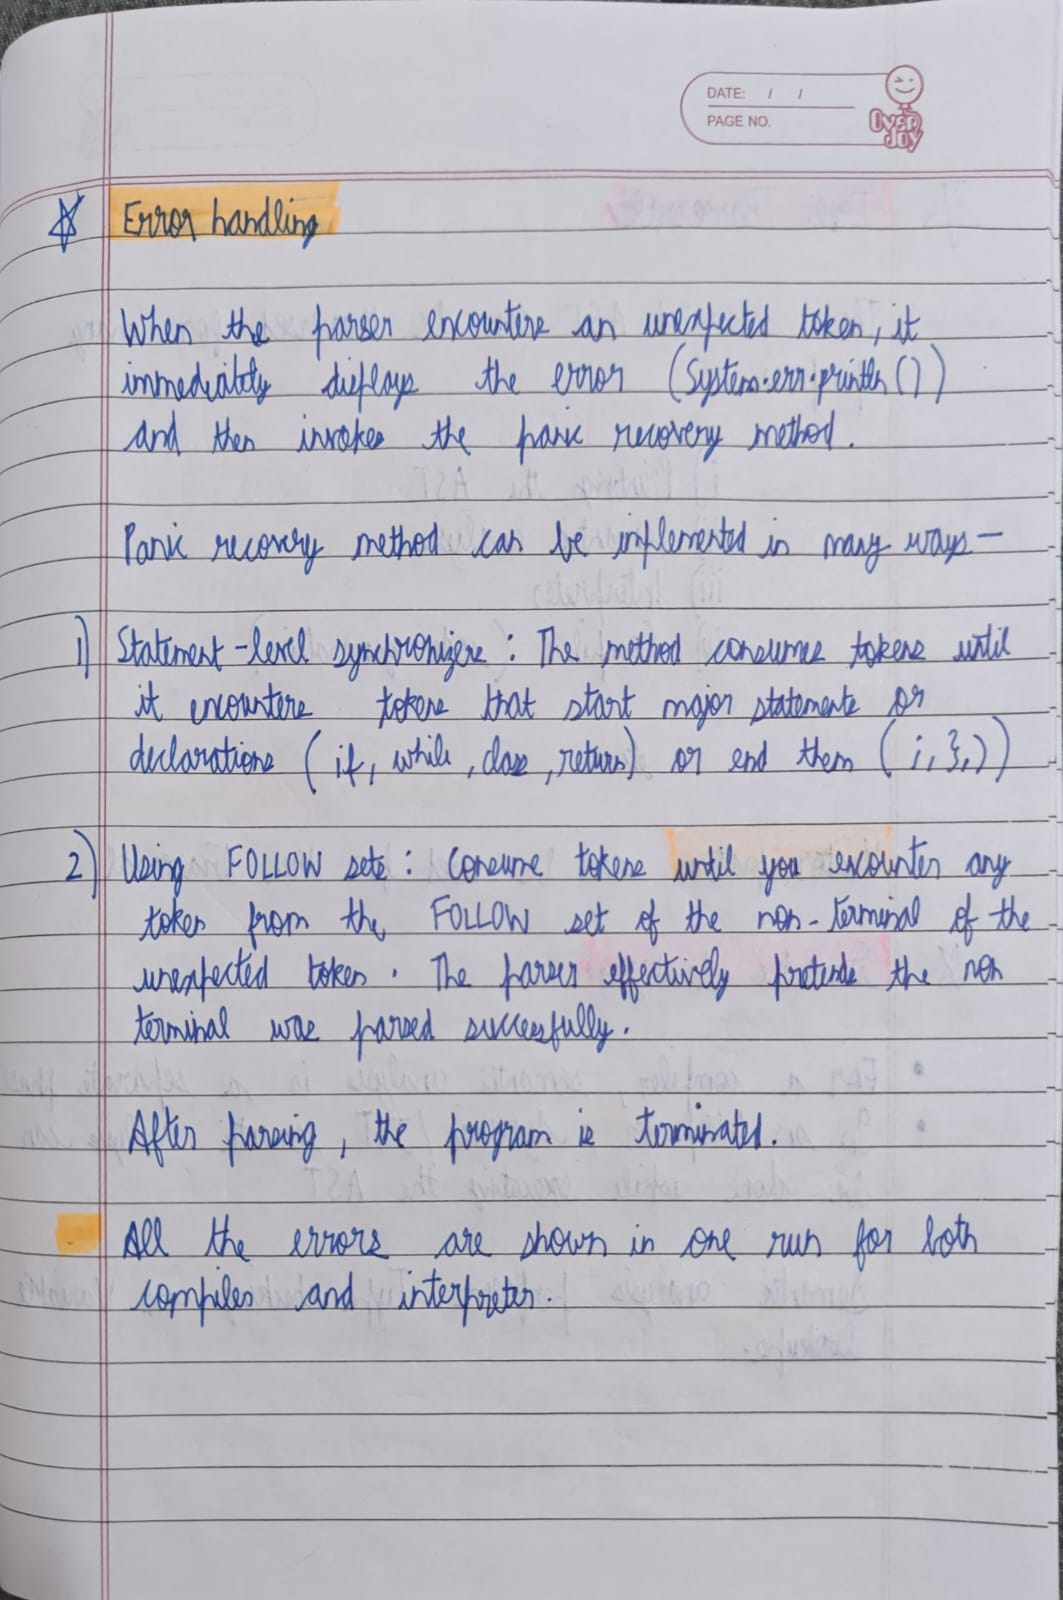 DATE: / /
PAGE NO.
Over Joy
Error handling
When the parser encounters an unexpected token, it
immediately displays the error (System.err.println())
and then invokes the panic recovery method.
Panic recovery method can be implemented in many ways –
1) Statement-level synchronizers : The method consumes tokens until
it encounters tokens that start major statements or
declarations (if, while, class, return) or end them (;, },))
2) Using FOLLOW sets : Consume tokens until you encounter any
token from the FOLLOW set of the non-terminal of the
unexpected token. The parser effectively pretends the non
terminal was parsed successfully.
After parsing, the program is terminated.
All the errors are shown in one run for both
compiler and interpreter.